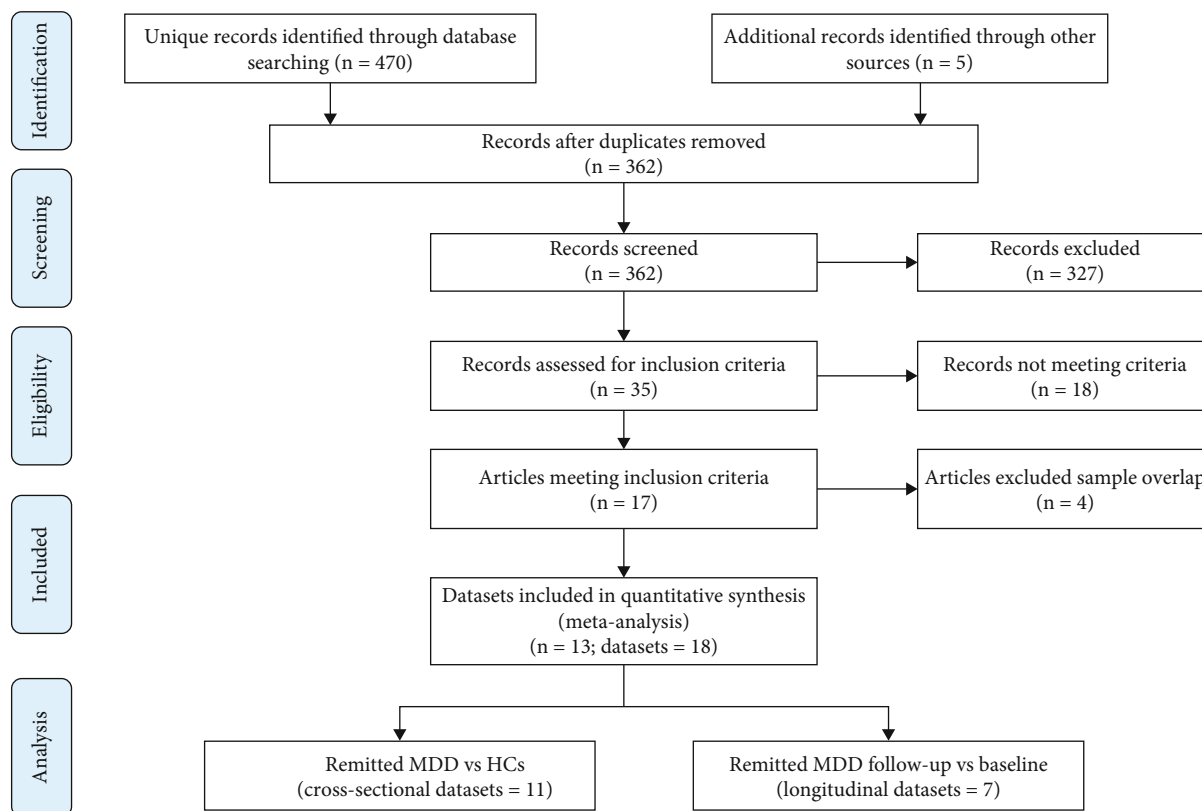 Identification
Unique records identified through database
searching (n = 470)
Additional records identified through other
sources (n = 5)
Records after duplicates removed
(n = 362)
Screening
Records screened
(n = 362)
Records excluded
(n = 327)
Eligibility
Records assessed for inclusion criteria
(n = 35)
Records not meeting criteria
(n = 18)
Articles meeting inclusion criteria
(n = 17)
Articles excluded sample overlap
(n = 4)
Included
Datasets included in quantitative synthesis
(meta-analysis)
(n = 13; datasets = 18)
Analysis
Remitted MDD vs HCs
(cross-sectional datasets = 11)
Remitted MDD follow-up vs baseline
(longitudinal datasets = 7)